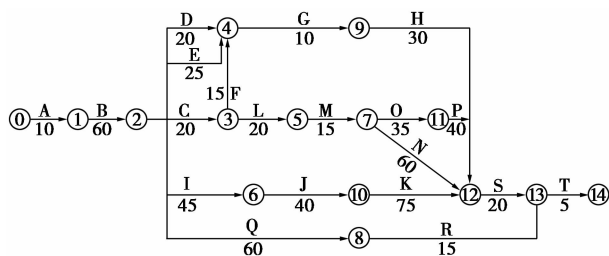 D ④ G ⑨ H
20 10 30
E
25
15 F
⓪ A ① B ② C ③ L ⑤ M ⑦ O ⑪ P
10 60 20 20 15 35 40
N
60
I ⑥ J ⑩ K ⑫ S ⑬ T ⑭
45 40 75 20 5
Q ⑧ R
60 15